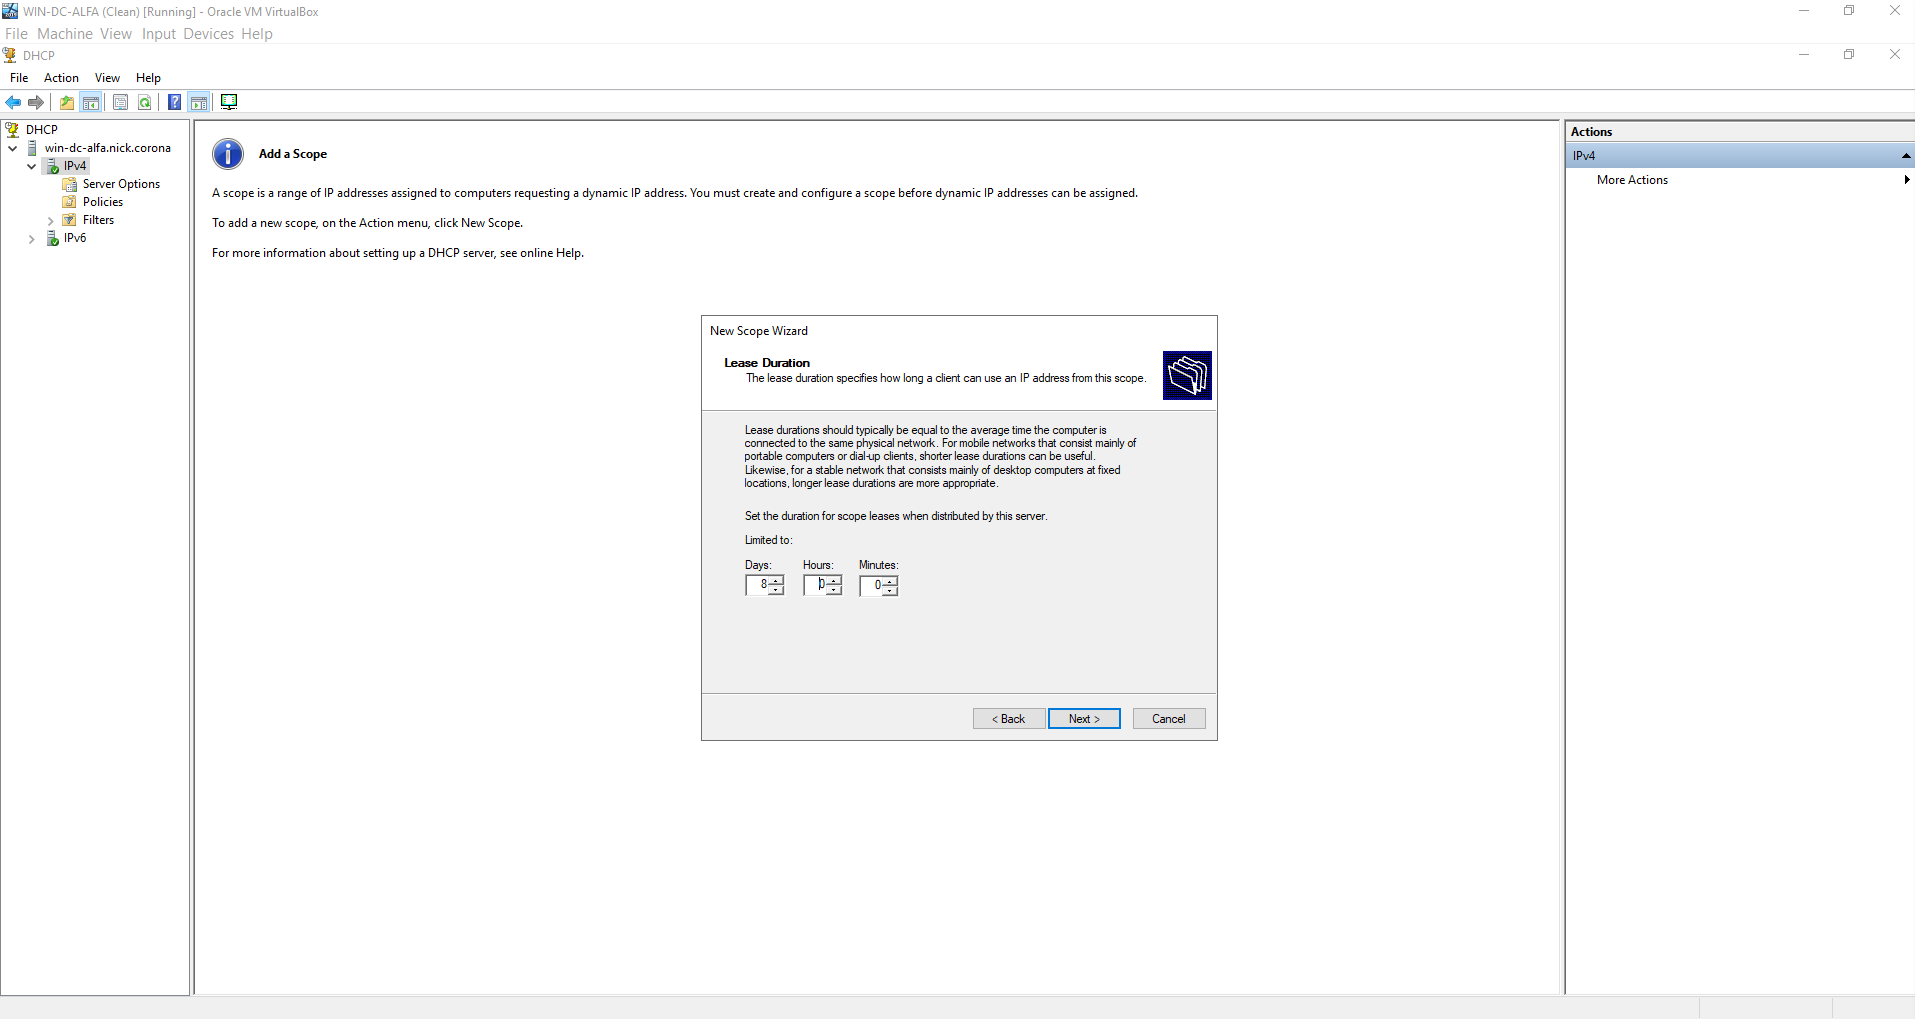 WIN-DC-ALFA (Clean) [Running] - Oracle VM VirtualBox
File Machine View Input Devices Help
DHCP
File Action View Help
DHCP
win-dc-alfa.nick.corona
IPv4
Server Options
Policies
Filters
IPv6
Add a Scope
A scope is a range of IP addresses assigned to computers requesting a dynamic IP address. You must create and configure a scope before dynamic IP addresses can be assigned.
To add a new scope, on the Action menu, click New Scope.
For more information about setting up a DHCP server, see online Help.
New Scope Wizard
Lease Duration
The lease duration specifies how long a client can use an IP address from this scope.
Lease durations should typically be equal to the average time the computer is
connected to the same physical network. For mobile networks that consist mainly of
portable computers or dial-up clients, shorter lease durations can be useful.
Likewise, for a stable network that consists mainly of desktop computers at fixed
locations, longer lease durations are more appropriate.
Set the duration for scope leases when distributed by this server.
Limited to:
Days: Hours: Minutes:
8 0 0
< Back Next > Cancel
Actions
IPv4
More Actions